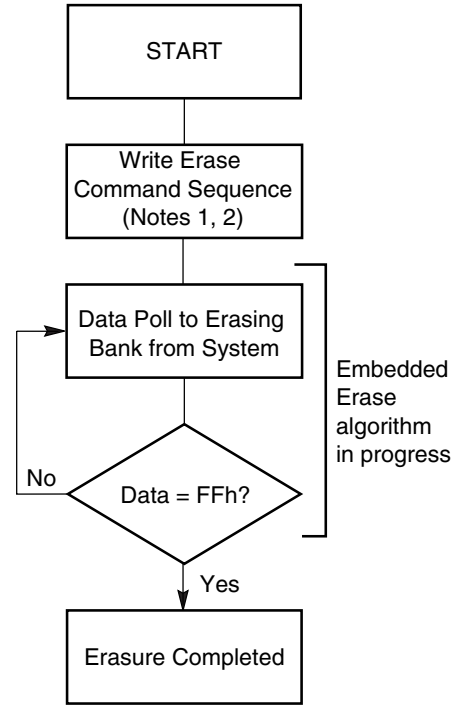 START
Write Erase
Command Sequence
(Notes 1, 2)
Data Poll to Erasing
Bank from System
Embedded
Erase
algorithm
in progress
No
Data = FFh?
Yes
Erasure Completed